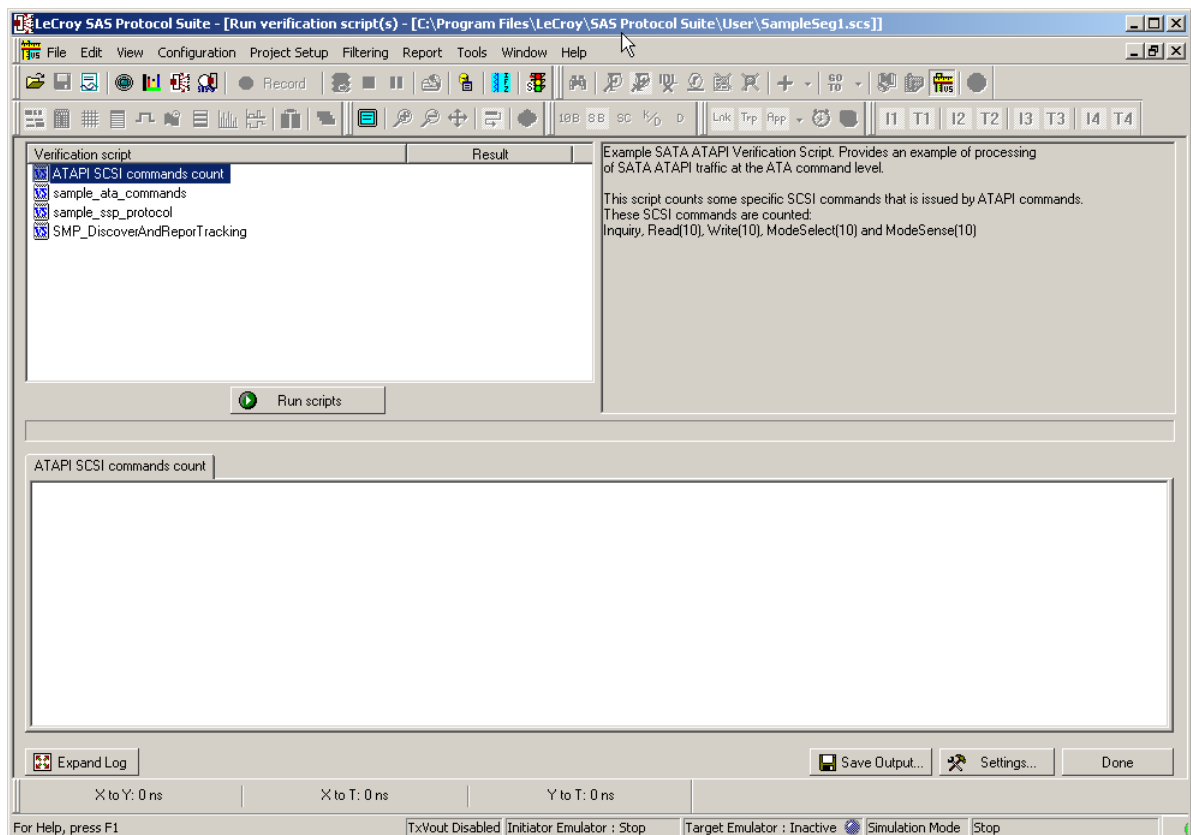 LeCroy SAS Protocol Suite - [Run verification script(s) - [C:\Program Files\LeCroy\SAS Protocol Suite\User\SampleSeg1.scs]]
File Edit View Configuration Project Setup Filtering Report Tools Window Help
Record GO TO
10B 8B SC K/D D Lnk Trp App I1 T1 I2 T2 I3 T3 I4 T4
Verification script Result
ATAPI SCSI commands count
sample_ata_commands
sample_ssp_protocol
SMP_DiscoverAndReporTracking
Run scripts
Example SATA ATAPI Verification Script. Provides an example of processing
of SATA ATAPI traffic at the ATA command level.
This script counts some specific SCSI commands that is issued by ATAPI commands.
These SCSI commands are counted:
Inquiry, Read(10), Write(10), ModeSelect(10) and ModeSense(10)
ATAPI SCSI commands count
Expand Log Save Output... Settings... Done
X to Y: 0 ns X to T: 0 ns Y to T: 0 ns
For Help, press F1 TxVout Disabled Initiator Emulator : Stop Target Emulator : Inactive Simulation Mode Stop